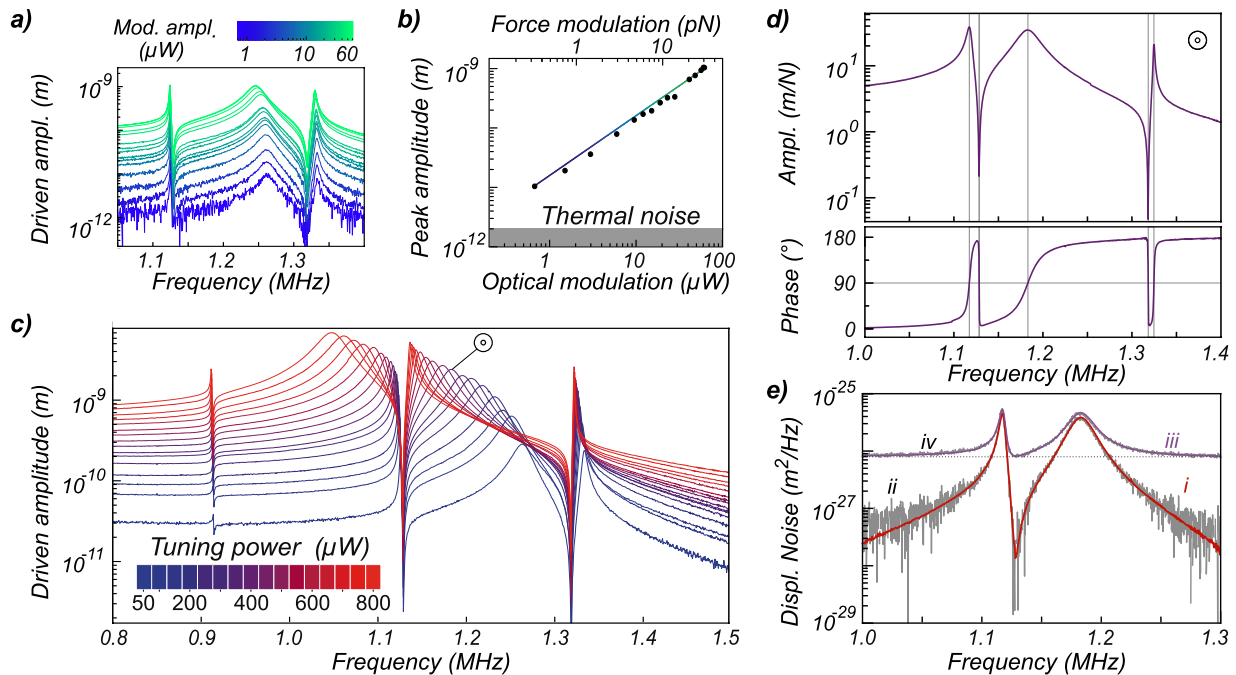 a)
Mod. ampl.
(µW)
1 10 60
Driven ampl. (m)
10⁻⁹
10⁻¹²
1.1 1.2 1.3
Frequency (MHz)
b)
Force modulation (pN)
1 10
Peak amplitude (m)
10⁻⁹
10⁻¹²
Thermal noise
1 10 100
Optical modulation (µW)
c)
Driven amplitude (m)
10⁻⁹
10⁻¹⁰
10⁻¹¹
Tuning power (µW)
50 200 400 600 800
0.8 0.9 1.0 1.1 1.2 1.3 1.4 1.5
Frequency (MHz)
d)
Ampl. (m/N)
10¹
10⁰
10⁻¹
Phase (°)
180
90
0
1.0 1.1 1.2 1.3 1.4
Frequency (MHz)
e)
Displ. Noise (m²/Hz)
10⁻²⁵
10⁻²⁷
10⁻²⁹
iv
iii
ii
i
1.0 1.1 1.2 1.3
Frequency (MHz)